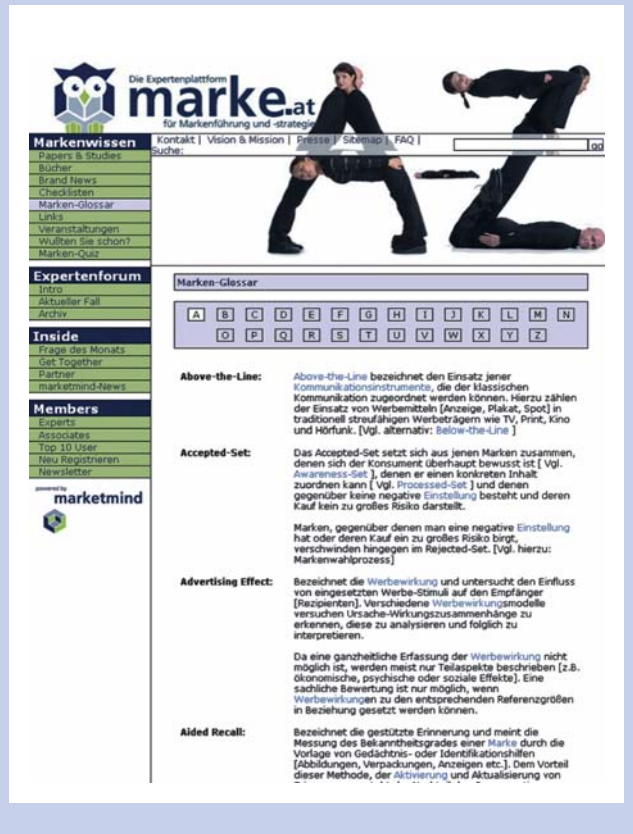 Die Expertenplattform
marke.at
für Markenführung und -strategie
Kontakt | Vision & Mission | Presse | Sitemap | FAQ |
Suche:
go
Markenwissen
Papers & Studies
Bücher
Brand News
Checklisten
Marken-Glossar
Links
Veranstaltungen
Wußten Sie schon?
Marken-Quiz
Expertenforum
Intro
Aktueller Fall
Archiv
Inside
Frage des Monats
Get Together
Partner
marketmind-News
Members
Experts
Associates
Top 10 User
Neu Registrieren
Newsletter
powered by
marketmind
Marken-Glossar
A B C D E F G H I J K L M N
O P Q R S T U V W X Y Z
Above-the-Line:
Above-the-Line bezeichnet den Einsatz jener
Kommunikationsinstrumente, die der klassischen
Kommunikation zugeordnet werden können. Hierzu zählen
der Einsatz von Werbemitteln [Anzeige, Plakat, Spot] in
traditionell streufähigen Werbeträgern wie TV, Print, Kino
und Hörfunk. [Vgl. alternativ: Below-the-Line ]
Accepted-Set:
Das Accepted-Set setzt sich aus jenen Marken zusammen,
denen sich der Konsument überhaupt bewusst ist [ Vgl.
Awareness-Set ], denen er einen konkreten Inhalt
zuordnen kann [ Vgl. Processed-Set ] und denen
gegenüber keine negative Einstellung besteht und deren
Kauf kein zu großes Risiko darstellt.
Marken, gegenüber denen man eine negative Einstellung
hat oder deren Kauf ein zu großes Risiko birgt,
verschwinden hingegen im Rejected-Set. [Vgl. hierzu:
Markenwahlprozess]
Advertising Effect:
Bezeichnet die Werbewirkung und untersucht den Einfluss
von eingesetzten Werbe-Stimuli auf den Empfänger
[Rezipienten]. Verschiedene Werbewirkungsmodelle
versuchen Ursache-Wirkungszusammenhänge zu
erkennen, diese zu analysieren und folglich zu
interpretieren.
Da eine ganzheitliche Erfassung der Werbewirkung nicht
möglich ist, werden meist nur Teilaspekte beschrieben [z.B.
ökonomische, psychische oder soziale Effekte]. Eine
sachliche Bewertung ist nur möglich, wenn
Werbewirkungen zu den entsprechenden Referenzgrößen
in Beziehung gesetzt werden können.
Aided Recall:
Bezeichnet die gestützte Erinnerung und meint die
Messung des Bekanntheitsgrades einer Marke durch die
Vorlage von Gedächtnis- oder Identifikationshilfen
[Abbildungen, Verpackungen, Anzeigen etc.]. Dem Vorteil
dieser Methode, der Aktivierung und Aktualisierung von